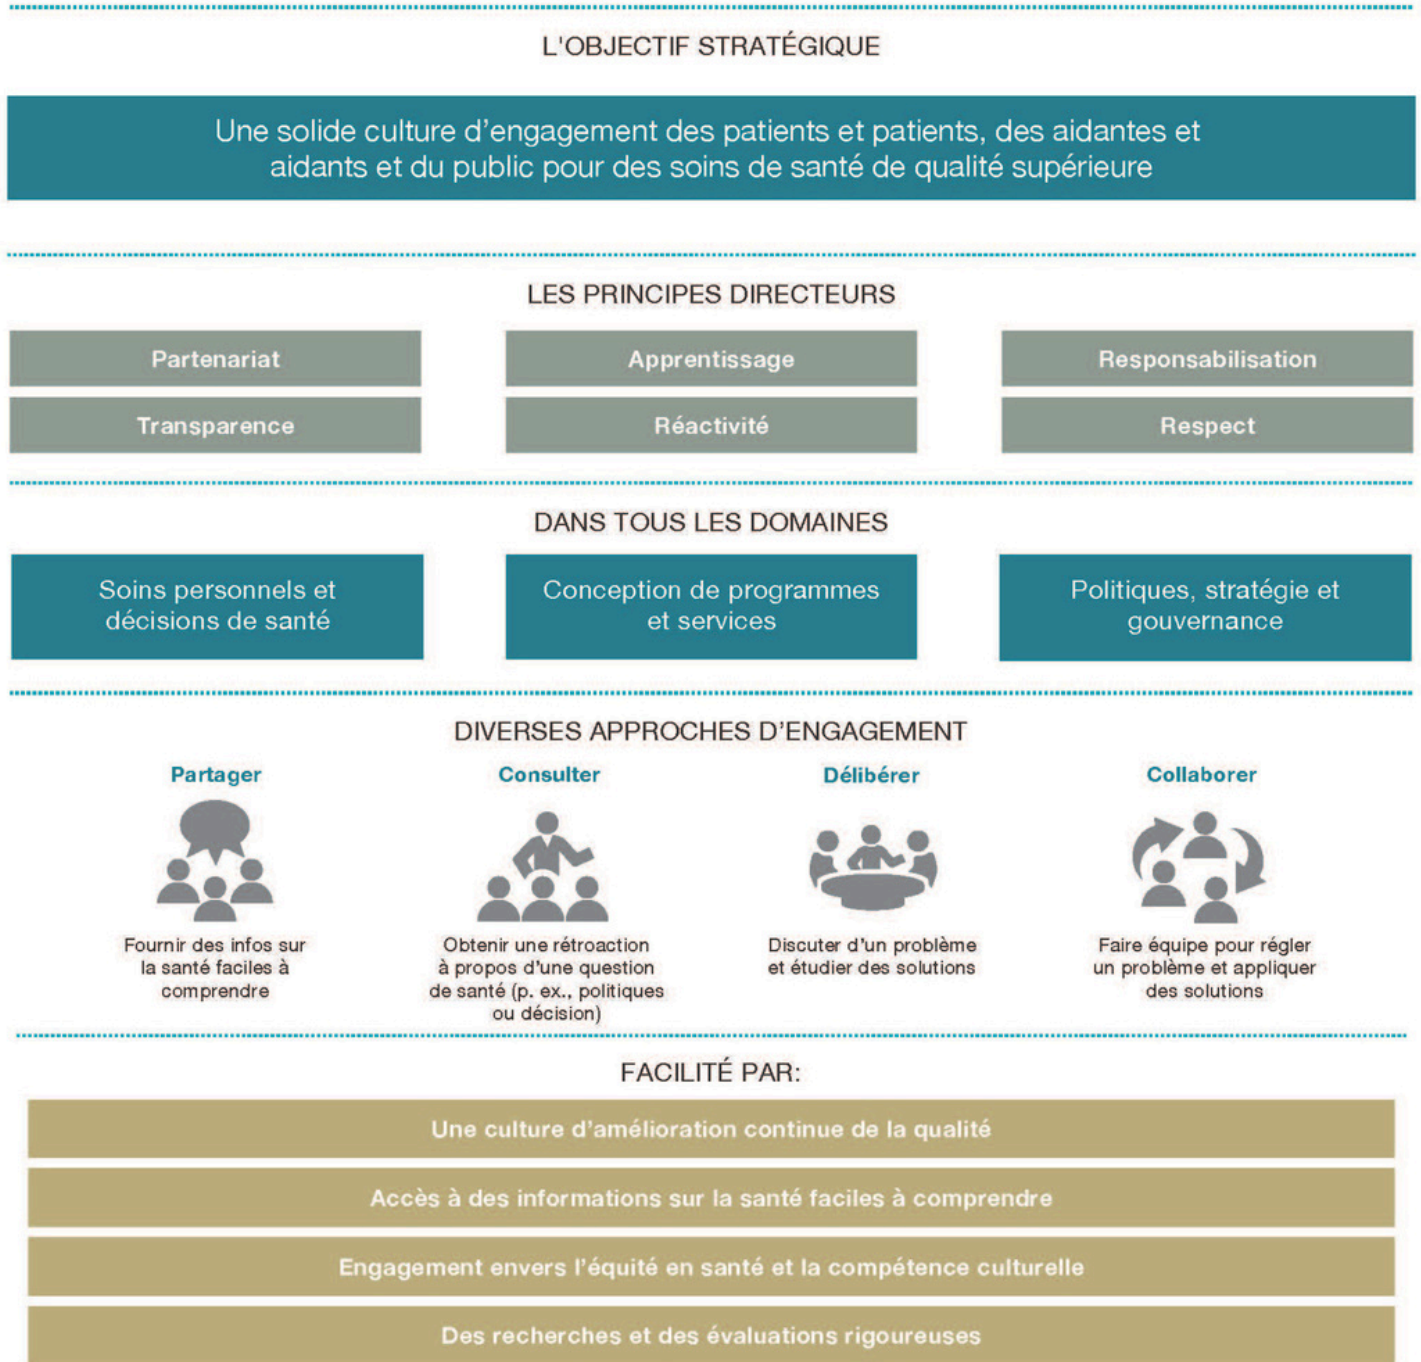 L'OBJECTIF STRATÉGIQUE
Une solide culture d'engagement des patients et patients, des aidantes et
aidants et du public pour des soins de santé de qualité supérieure
LES PRINCIPES DIRECTEURS
Partenariat
Apprentissage
Responsabilisation
Transparence
Réactivité
Respect
DANS TOUS LES DOMAINES
Soins personnels et
décisions de santé
Conception de programmes
et services
Politiques, stratégie et
gouvernance
DIVERSES APPROCHES D'ENGAGEMENT
Partager
Fournir des infos sur
la santé faciles à
comprendre
Consulter
Obtenir une rétroaction
à propos d'une question
de santé (p. ex., politiques
ou décision)
Délibérer
Discuter d'un problème
et étudier des solutions
Collaborer
Faire équipe pour régler
un problème et appliquer
des solutions
FACILITÉ PAR:
Une culture d'amélioration continue de la qualité
Accès à des informations sur la santé faciles à comprendre
Engagement envers l'équité en santé et la compétence culturelle
Des recherches et des évaluations rigoureuses